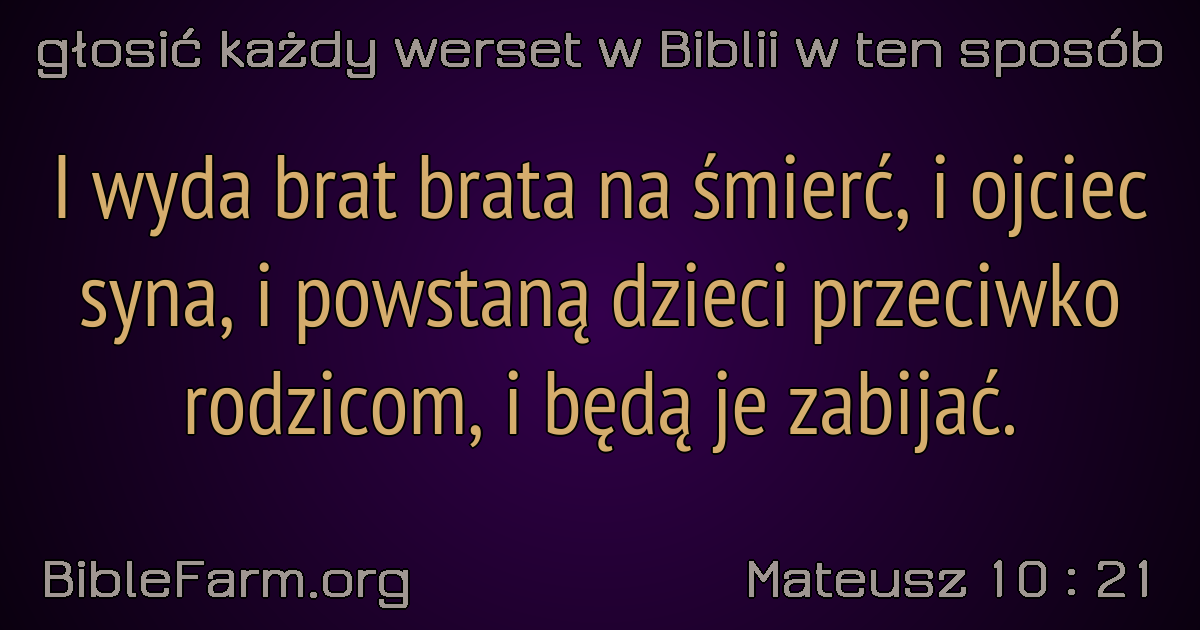 głosić każdy werset w Biblii w ten sposób
I wyda brat brata na śmierć, i ojciec
syna, i powstaną dzieci przeciwko
rodzicom, i będą je zabijać.
BibleFarm.org
Mateusz 10 : 21